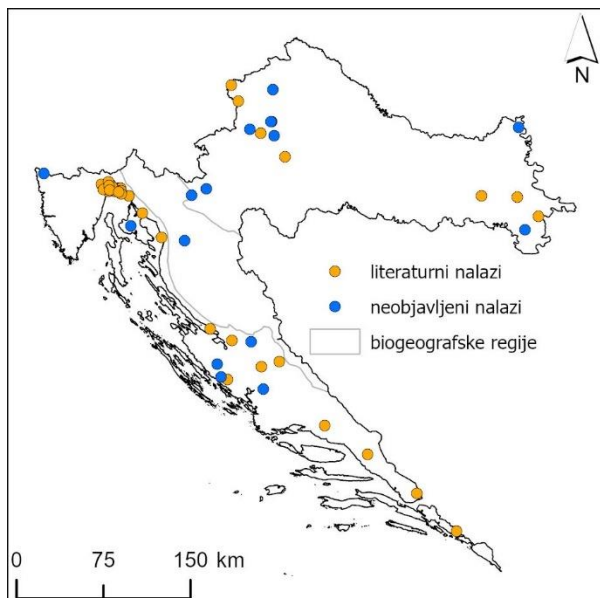 N
literaturni nalazi
neobjavljeni nalazi
biogeografske regije
0 75 150 km